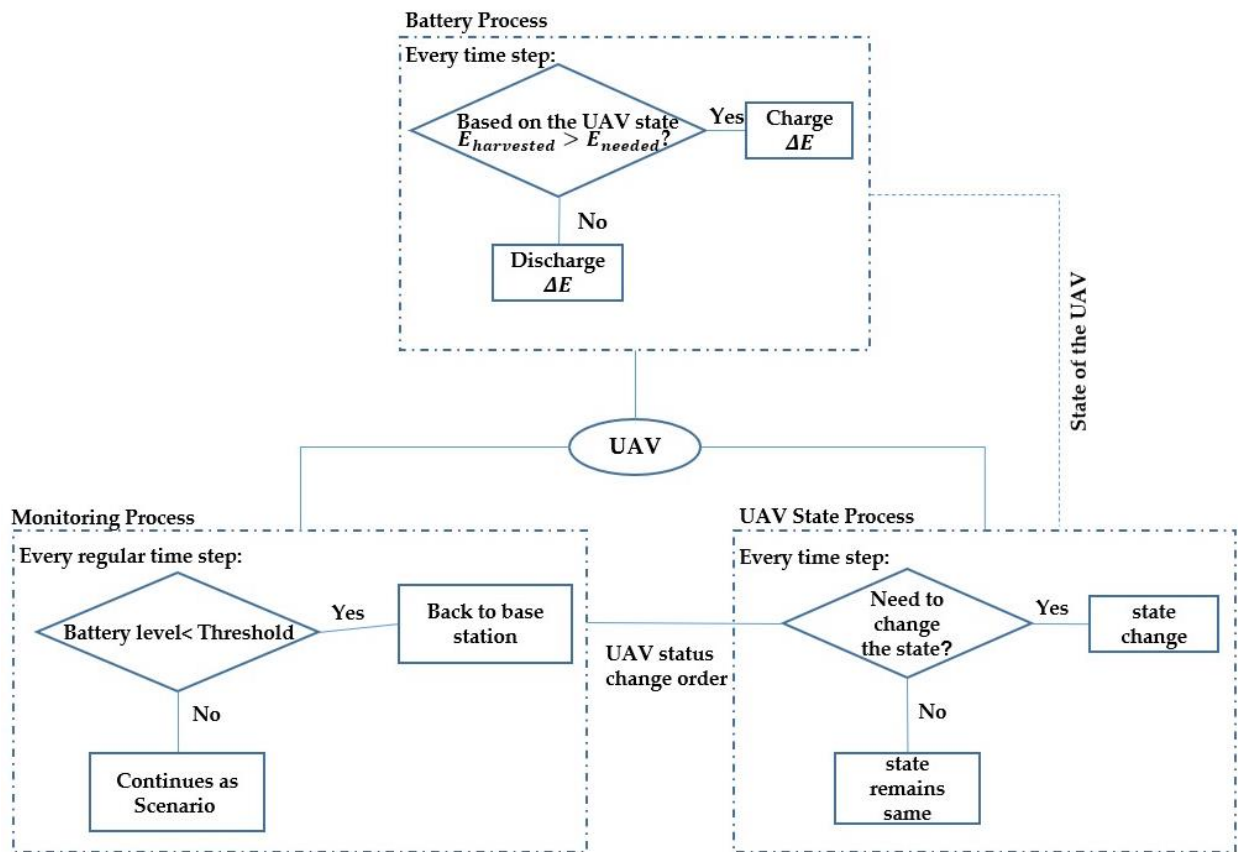 Battery Process
Every time step:
Based on the UAV state
E_harvested > E_needed?
Yes
Charge
ΔE
No
Discharge
ΔE
State of the UAV
UAV
Monitoring Process
Every regular time step:
Battery level< Threshold
Yes
Back to base
station
No
Continues as
Scenario
UAV status
change order
UAV State Process
Every time step:
Need to
change
the state?
Yes
state
change
No
state
remains
same